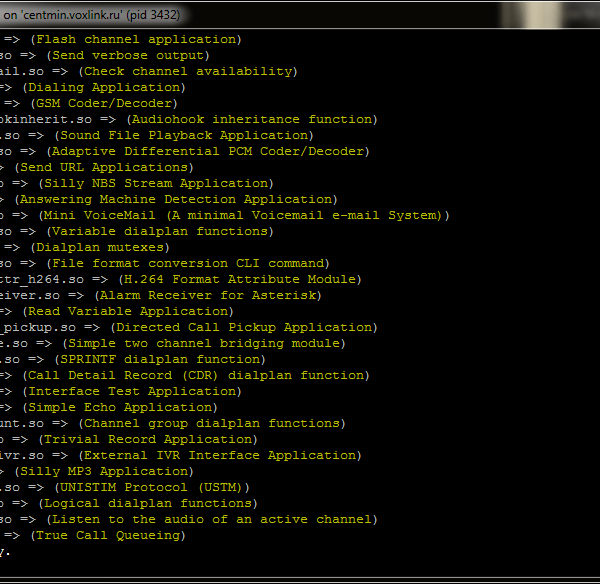 on 'centmin.voxlink.ru' (pid 3432)
=> (Flash channel application)
so => (Send verbose output)
ail.so => (Check channel availability)
=> (Dialing Application)
=> (GSM Coder/Decoder)
okinherit.so => (Audiohook inheritance function)
.so => (Sound File Playback Application)
so => (Adaptive Differential PCM Coder/Decoder)
> (Send URL Applications)
o => (Silly NBS Stream Application)
> (Answering Machine Detection Application)
o => (Mini VoiceMail (A minimal Voicemail e-mail System))
so => (Variable dialplan functions)
=> (Dialplan mutexes)
so => (File format conversion CLI command)
ttr_h264.so => (H.264 Format Attribute Module)
eiver.so => (Alarm Receiver for Asterisk)
=> (Read Variable Application)
_pickup.so => (Directed Call Pickup Application)
e.so => (Simple two channel bridging module)
.so => (SPRINTF dialplan function)
=> (Call Detail Record (CDR) dialplan function)
=> (Interface Test Application)
=> (Simple Echo Application)
unt.so => (Channel group dialplan functions)
o => (Trivial Record Application)
ivr.so => (External IVR Interface Application)
> (Silly MP3 Application)
.so => (UNISTIM Protocol (USTM))
o => (Logical dialplan functions)
so => (Listen to the audio of an active channel)
=> (True Call Queueing)
y.